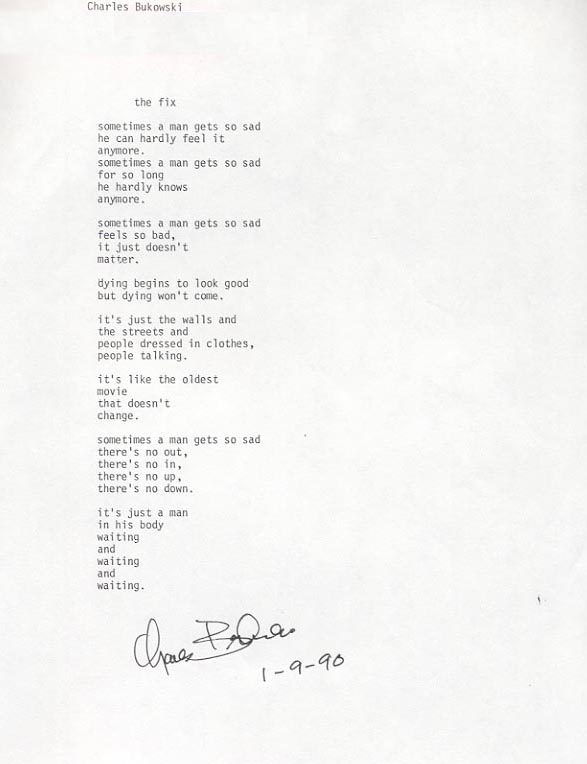 Charles Bukowski
the fix
sometimes a man gets so sad
he can hardly feel it
anymore.
sometimes a man gets so sad
for so long
he hardly knows
anymore.
sometimes a man gets so sad
feels so bad,
it just doesn't
matter.
dying begins to look good
but dying won't come.
it's just the walls and
the streets and
people dressed in clothes,
people talking.
it's like the oldest
movie
that doesn't
change.
sometimes a man gets so sad
there's no out,
there's no in,
there's no up,
there's no down.
it's just a man
in his body
waiting
and
waiting
and
waiting.
Charles Bukowski
1-9-90